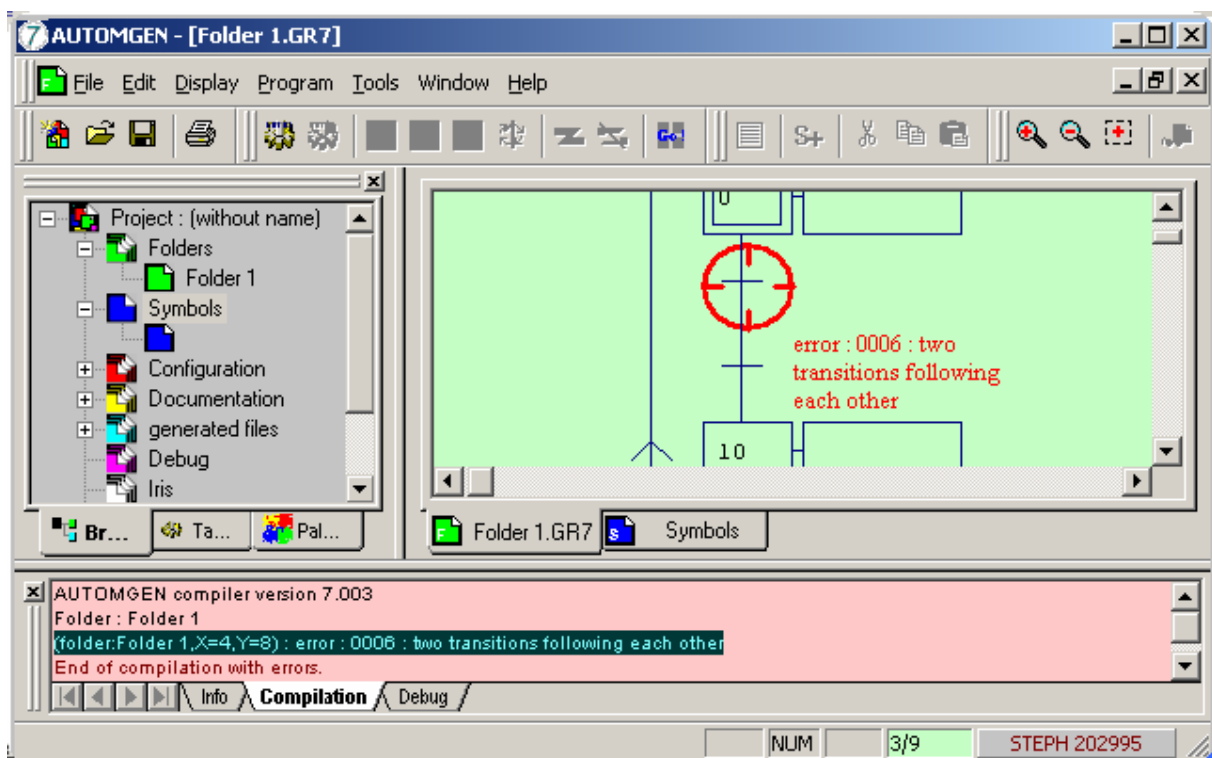 AUTOMGEN - [Folder 1.GR7]
File Edit Display Program Tools Window Help
Go!
S+
Project : (without name)
Folders
Folder 1
Symbols
Configuration
Documentation
generated files
Debug
Iris
Br... Ta... Pal...
0
error : 0006 : two
transitions following
each other
10
Folder 1.GR7 Symbols
AUTOMGEN compiler version 7.003
Folder : Folder 1
(folder:Folder 1,X=4,Y=8) : error : 0006 : two transitions following each other
End of compilation with errors.
Info Compilation Debug
NUM 3/9 STEPH 202995